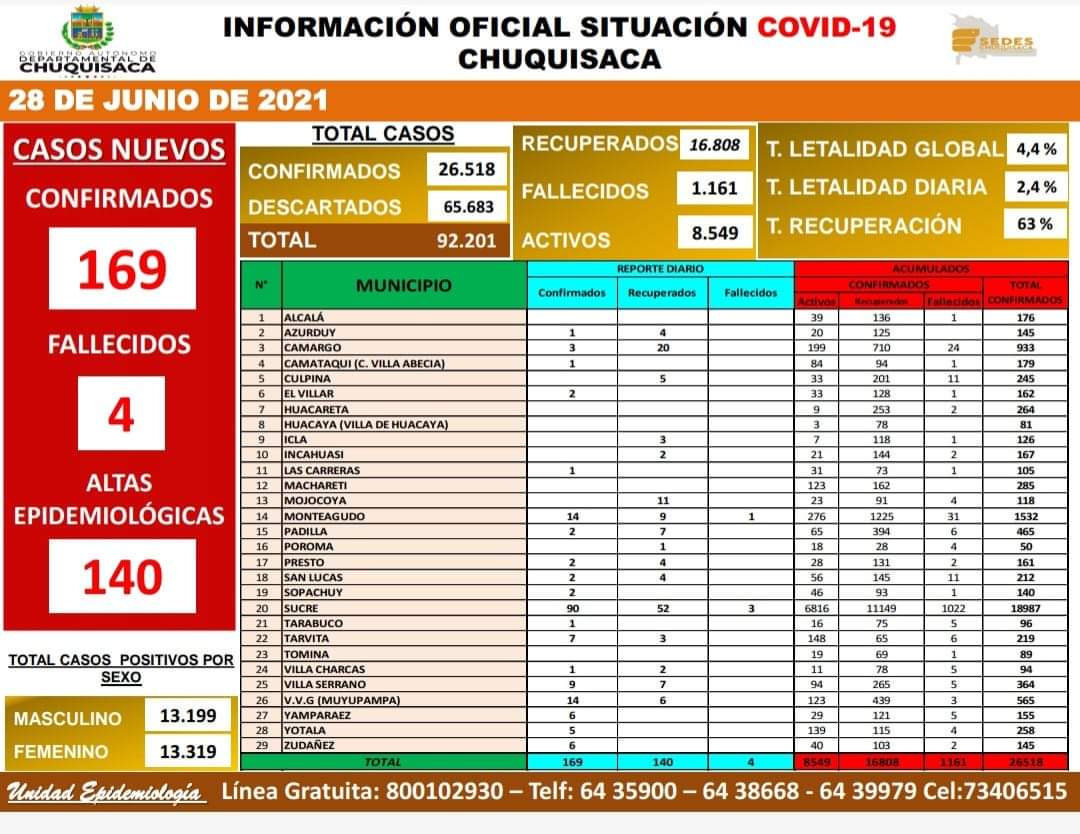 GOBIERNO AUTÓNOMO
DEPARTAMENTAL DE
CHUQUISACA
INFORMACIÓN OFICIAL SITUACIÓN COVID-19
CHUQUISACA
SEDES
28 DE JUNIO DE 2021
CASOS NUEVOS
CONFIRMADOS
169
FALLECIDOS
4
ALTAS
EPIDEMIOLÓGICAS
140
TOTAL CASOS POSITIVOS POR
SEXO
MASCULINO 13.199
FEMENINO 13.319
TOTAL CASOS
CONFIRMADOS 26.518
DESCARTADOS 65.683
TOTAL 92.201
RECUPERADOS 16.808
FALLECIDOS 1.161
ACTIVOS 8.549
T. LETALIDAD GLOBAL 4,4 %
T. LETALIDAD DIARIA 2,4 %
T. RECUPERACIÓN 63 %
N° MUNICIPIO REPORTE DIARIO ACUMULADOS
CONFIRMADOS TOTAL CONFIRMADOS
Confirmados Recuperados Fallecidos Activos Recuperados Fallecidos
1 ALCALÁ 39 136 1 176
2 AZURDUY 1 4 20 125 145
3 CAMARGO 3 20 199 710 24 933
4 CAMATAQUI (C. VILLA ABECIA) 1 84 94 1 179
5 CULPINA 5 33 201 11 245
6 EL VILLAR 2 33 128 1 162
7 HUACARETA 9 253 2 264
8 HUACAYA (VILLA DE HUACAYA) 3 78 81
9 ICLA 3 7 118 1 126
10 INCAHUASI 2 21 144 2 167
11 LAS CARRERAS 1 31 73 1 105
12 MACHARETI 123 162 285
13 MOJOCOYA 11 23 91 4 118
14 MONTEAGUDO 14 9 1 276 1225 31 1532
15 PADILLA 2 7 65 394 6 465
16 POROMA 1 18 28 4 50
17 PRESTO 2 4 28 131 2 161
18 SAN LUCAS 2 4 56 145 11 212
19 SOPACHUY 2 46 93 1 140
20 SUCRE 90 52 3 6816 11149 1022 18987
21 TARABUCO 1 16 75 5 96
22 TARVITA 7 3 148 65 6 219
23 TOMINA 19 69 1 89
24 VILLA CHARCAS 1 2 11 78 5 94
25 VILLA SERRANO 9 7 94 265 5 364
26 V.V.G (MUYUPAMPA) 14 6 123 439 3 565
27 YAMPARAEZ 6 29 121 5 155
28 YOTALA 5 139 115 4 258
29 ZUDAÑEZ 6 40 103 2 145
TOTAL 169 140 4 8549 16808 1161 26518
Unidad Epidemiología Línea Gratuita: 800102930 – Telf: 64 35900 – 64 38668 - 64 39979 Cel:73406515